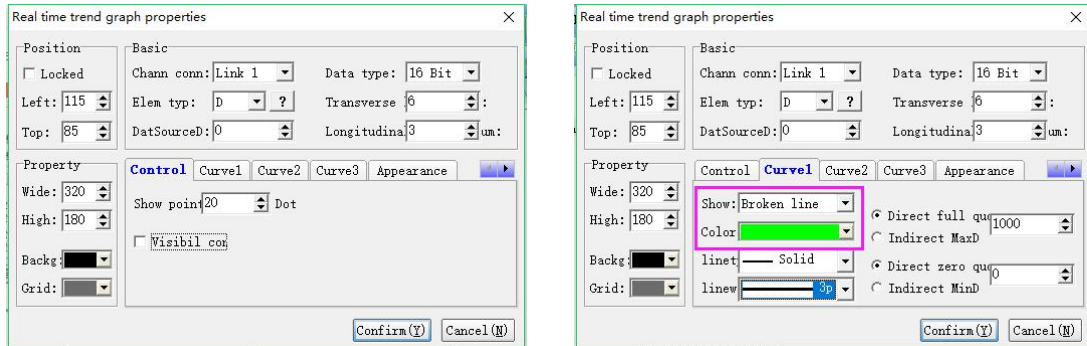 Real time trend graph properties
Position
Locked
Left: 115
Top: 85
Basic
Chann conn: Link 1
Data type: 16 Bit
Elem typ: D ?
Transverse 6 :
DatSourceD: 0
Longitudina 3 um:
Property
Wide: 320
High: 180
Backg:
Grid:
Control Curve1 Curve2 Curve3 Appearance
Show point 20 Dot
Visibil con
Confirm(Y) Cancel(N)
Real time trend graph properties
Position
Locked
Left: 115
Top: 85
Basic
Chann conn: Link 1
Data type: 16 Bit
Elem typ: D ?
Transverse 6 :
DatSourceD: 0
Longitudina 3 um:
Property
Wide: 320
High: 180
Backg:
Grid:
Control Curve1 Curve2 Curve3 Appearance
Show: Broken line
Color
linet Solid
linew 3p
Direct full quo 1000
Indirect MaxD
Direct zero quo 0
Indirect MinD
Confirm(Y) Cancel(N)